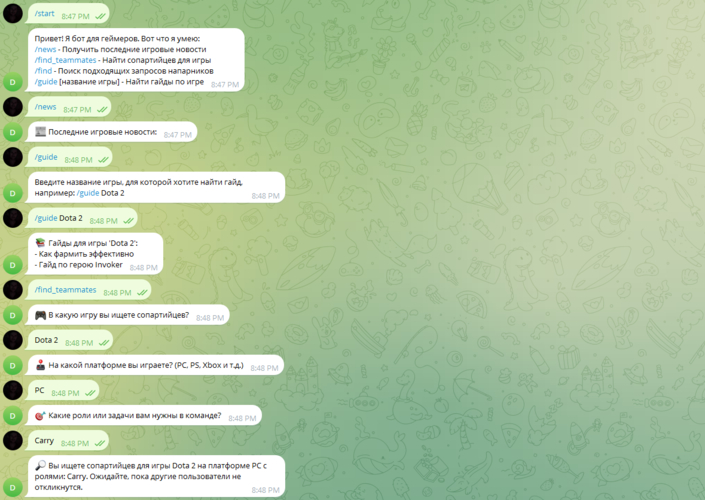 /start 8:47 PM
Привет! Я бот для геймеров. Вот что я умею:
/news - Получить последние игровые новости
/find_teammates - Найти сопартийцев для игры
/find - Поиск подходящих запросов напарников
/guide [название игры] - Найти гайды по игре 8:47 PM
D
/news 8:47 PM
D Последние игровые новости: 8:47 PM
/guide 8:48 PM
Введите название игры, для которой хотите найти гайд.
например: /guide Dota 2 8:48 PM
D
/guide Dota 2 8:48 PM
Гайды для игры 'Dota 2':
- Как фармить эффективно
- Гайд по герою Invoker 8:48 PM
D
/find_teammates 8:48 PM
D В какую игру вы ищете сопартийцев? 8:48 PM
Dota 2 8:48 PM
D На какой платформе вы играете? (PC, PS, Xbox и т.д.) 8:48 PM
PC 8:48 PM
D Какие роли или задачи вам нужны в команде? 8:48 PM
Carry 8:48 PM
Вы ищете сопартийцев для игры Dota 2 на платформе PC с
ролями: Carry. Ожидайте, пока другие пользователи не
откликнутся. 8:48 PM
D